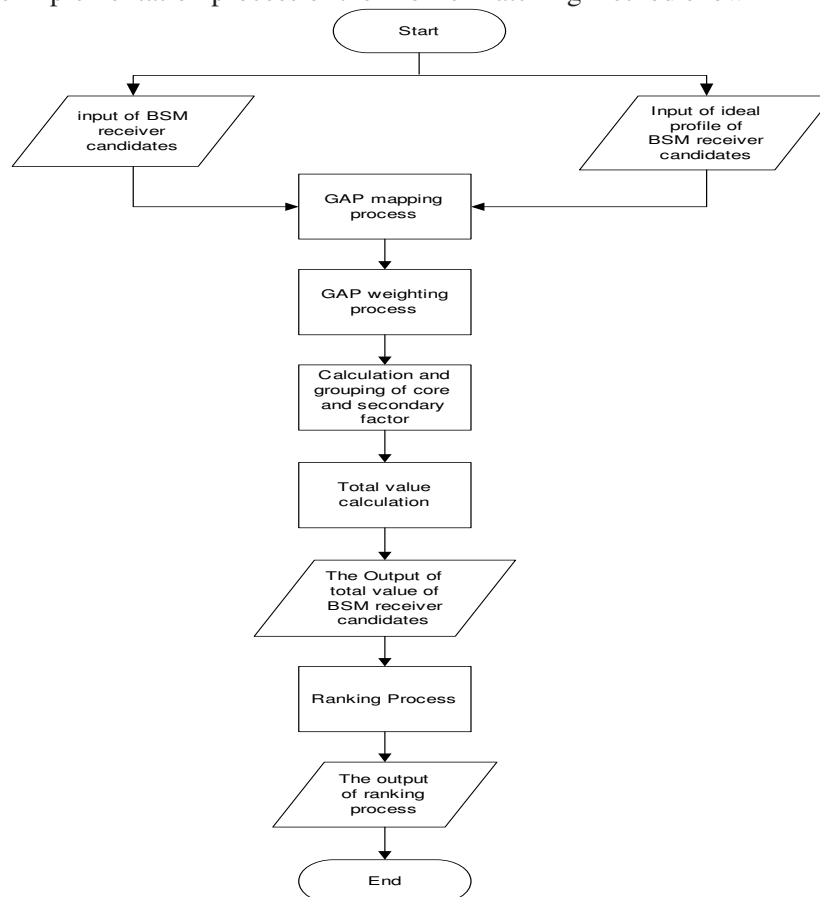 Start
input of BSM
receiver
candidates
Input of ideal
profile of
BSM receiver
candidates
GAP mapping
process
GAP weighting
process
Calculation and
grouping of core
and secondary
factor
Total value
calculation
The Output of
total value of
BSM receiver
candidates
Ranking Process
The output
of ranking
process
End